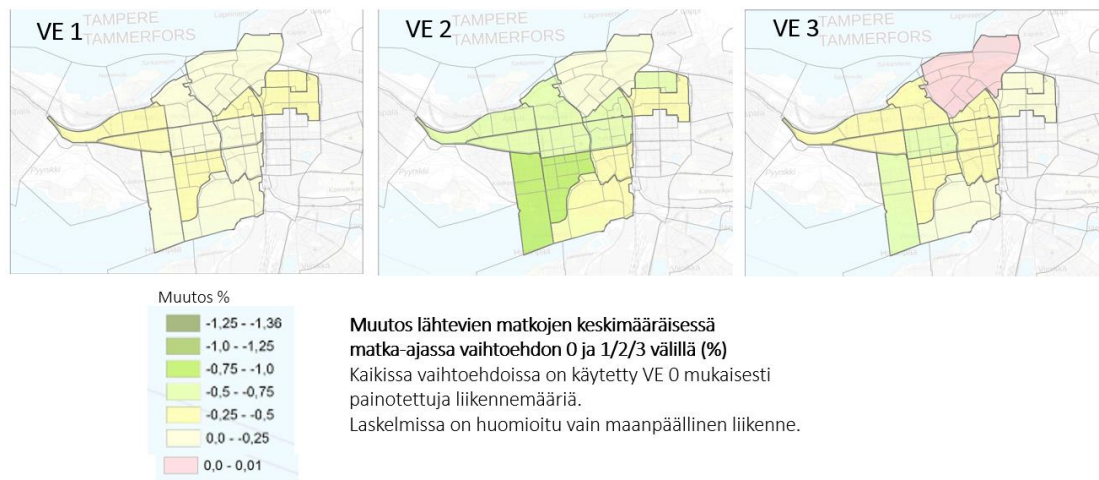 VE 1
TAMPERE
TAMMERFORS
Pyynikki
VE 2
TAMPERE
TAMMERFORS
VE 3
TAMPERE
TAMMERFORS
Pyynikki
Muutos %
-1,25 - -1,36
-1,0 - -1,25
-0,75 - -1,0
-0,5 - -0,75
-0,25 - -0,5
0,0 - -0,25
0,0 - 0,01
Muutos lähtevien matkojen keskimääräisessä
matka-ajassa vaihtoehdon 0 ja 1/2/3 välillä (%)
Kaikissa vaihtoehdoissa on käytetty VE 0 mukaisesti
painotettuja liikennemääriä.
Laskelmissa on huomioitu vain maanpäällinen liikenne.